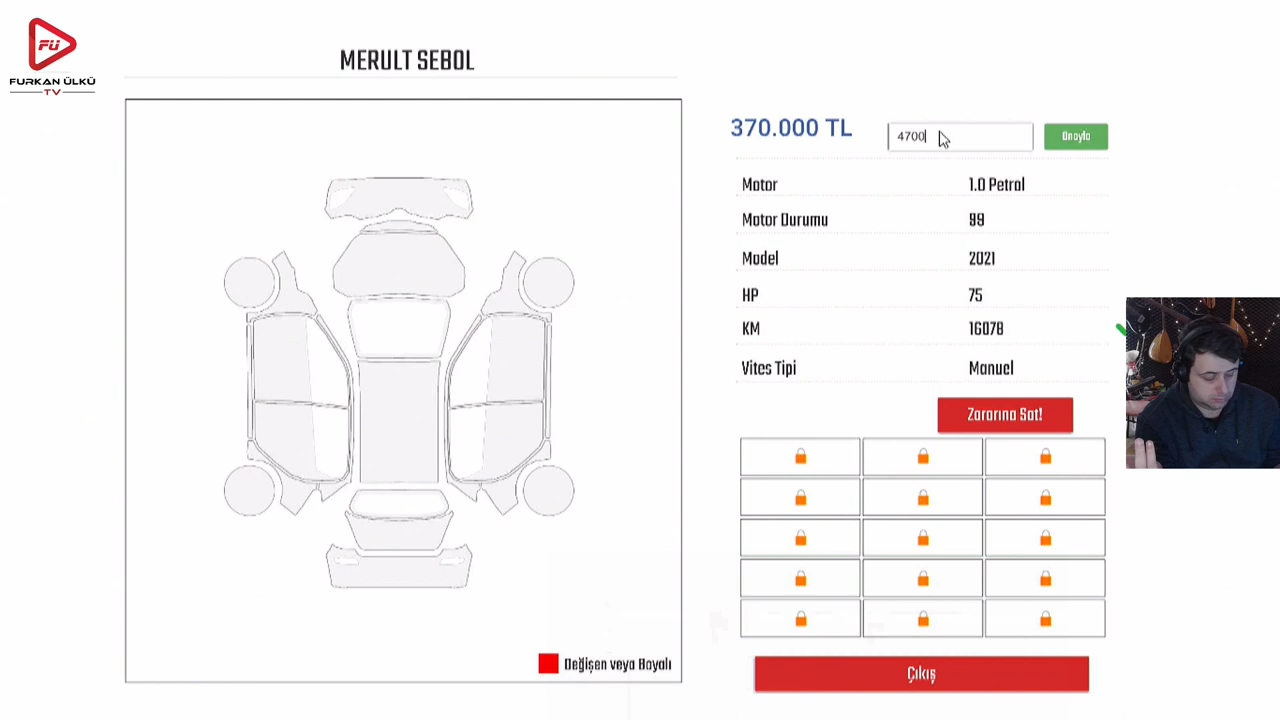 FU
FURKAN ÜLKÜ
TV
MERULT SEBOL
370.000 TL
4700
Onayla
Motor 1.0 Petrol
Motor Durumu 99
Model 2021
HP 75
KM 16078
Vites Tipi Manuel
Zararına Sat!
Değişen veya Boyalı
Çıkış